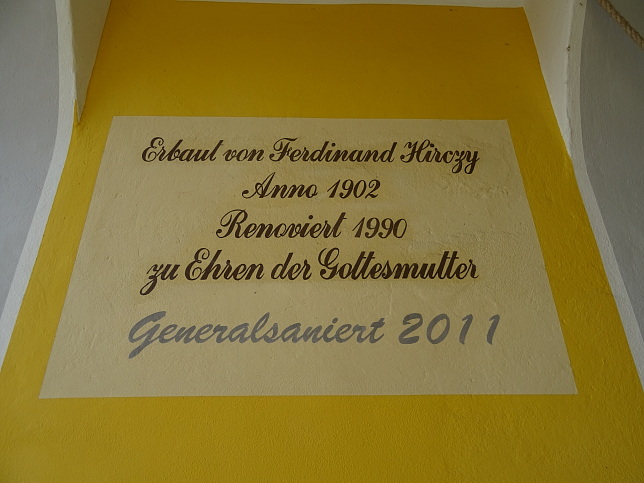 Erbaut von Ferdinand Hirczy
Anno 1902
Renoviert 1990
zu Ehren der Gottesmutter
Generalsaniert 2011